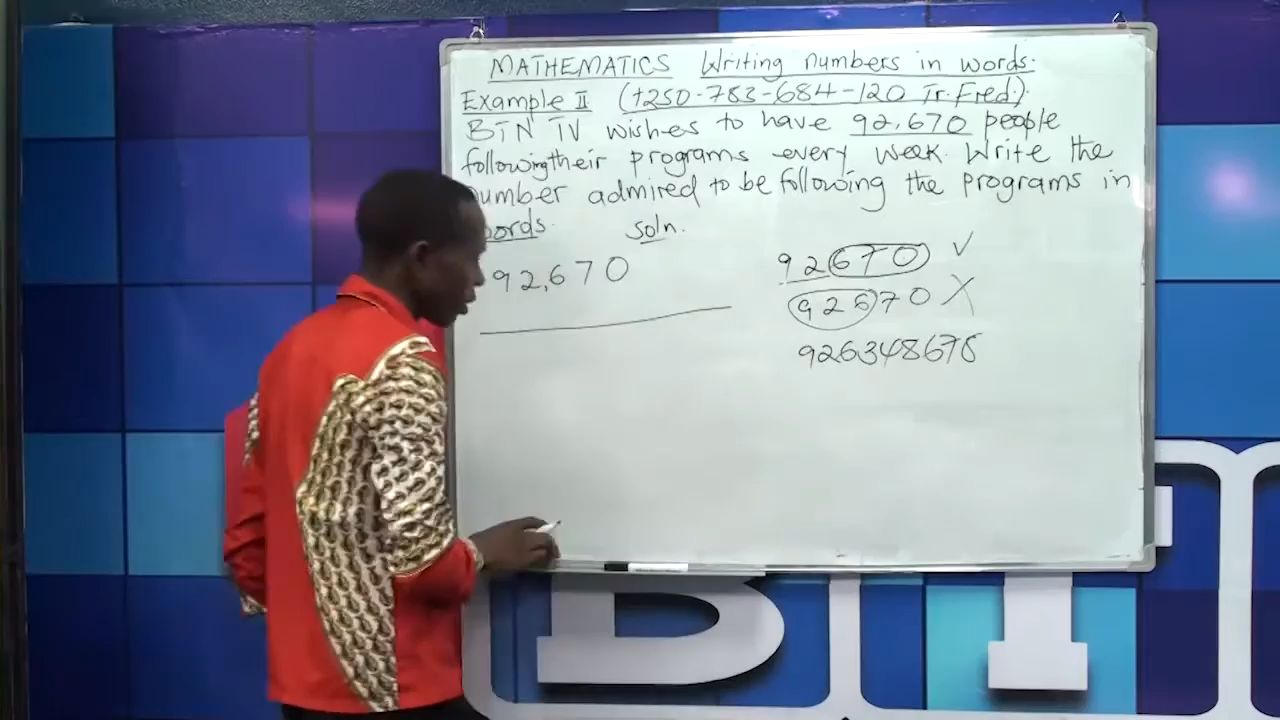 MATHEMATICS Writing numbers in words.
Example II (+250-783-684-120 Tr. Fred).
BTN TV wishes to have 92,670 people
following their programs every week. Write the
number admired to be following the programs in
words. soln.
92,670
92670 ✓
92670 X
926348678
BT